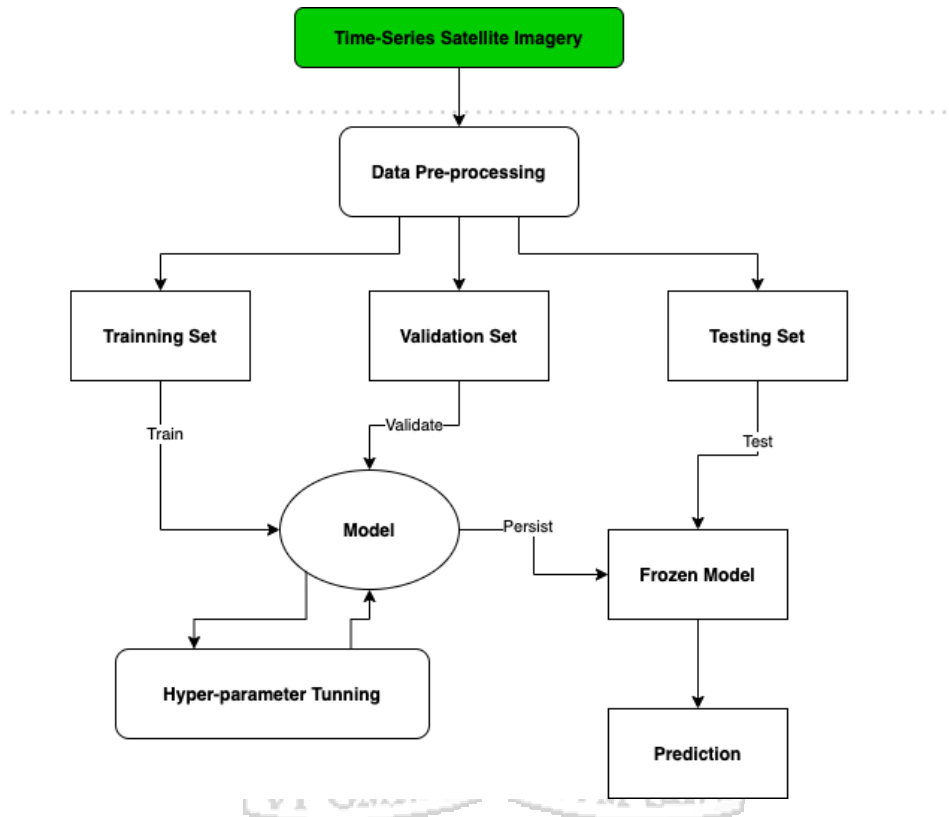 Time-Series Satellite Imagery
Data Pre-processing
Trainning Set
Validation Set
Testing Set
Train
Validate
Test
Model
Persist
Frozen Model
Hyper-parameter Tunning
Prediction